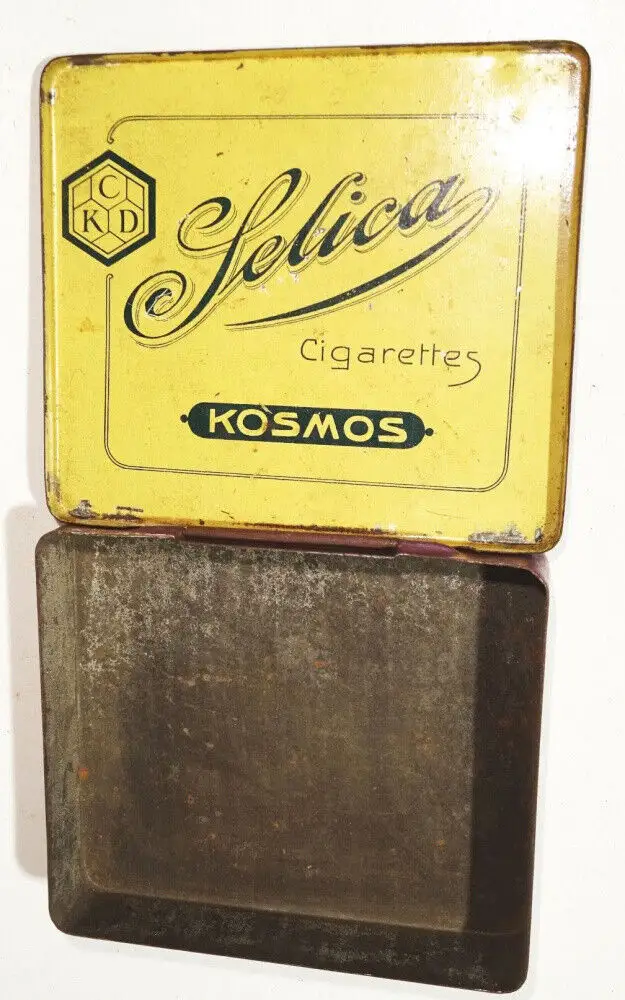 C
K D
Selica
Cigarettes
KOSMOS